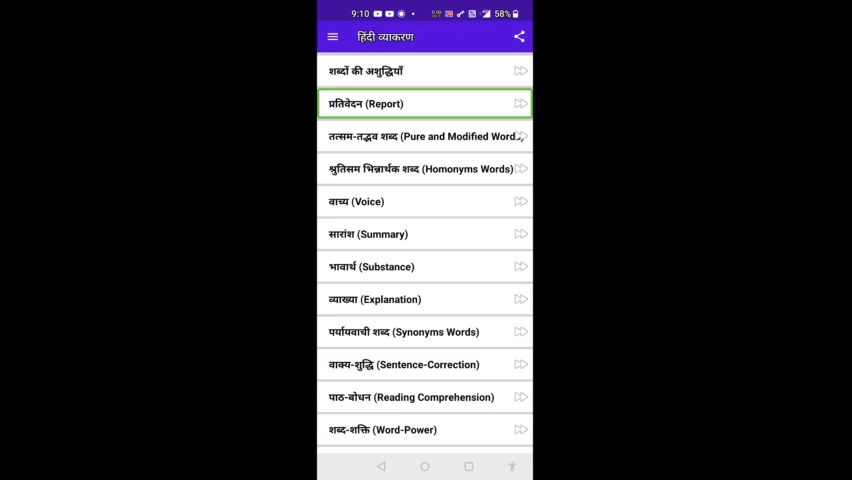 9:10 58%
हिंदी व्याकरण
शब्दों की अशुद्धियाँ
प्रतिवेदन (Report)
तत्सम-तद्भव शब्द (Pure and Modified Words)
श्रुतिसम भिन्नार्थक शब्द (Homonyms Words)
वाच्य (Voice)
सारांश (Summary)
भावार्थ (Substance)
व्याख्या (Explanation)
पर्यायवाची शब्द (Synonyms Words)
वाक्य-शुद्धि (Sentence-Correction)
पाठ-बोधन (Reading Comprehension)
शब्द-शक्ति (Word-Power)